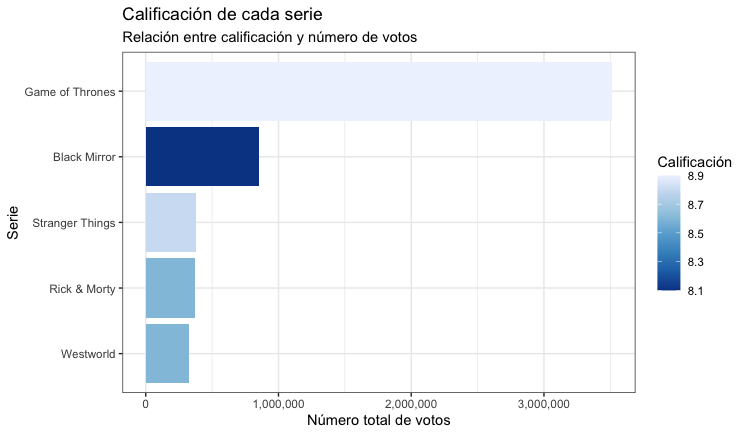 Calificación de cada serie
Relación entre calificación y número de votos
Game of Thrones
Black Mirror
Stranger Things
Rick & Morty
Westworld
Serie
0
1,000,000
2,000,000
3,000,000
Número total de votos
Calificación
8.9
8.7
8.5
8.3
8.1